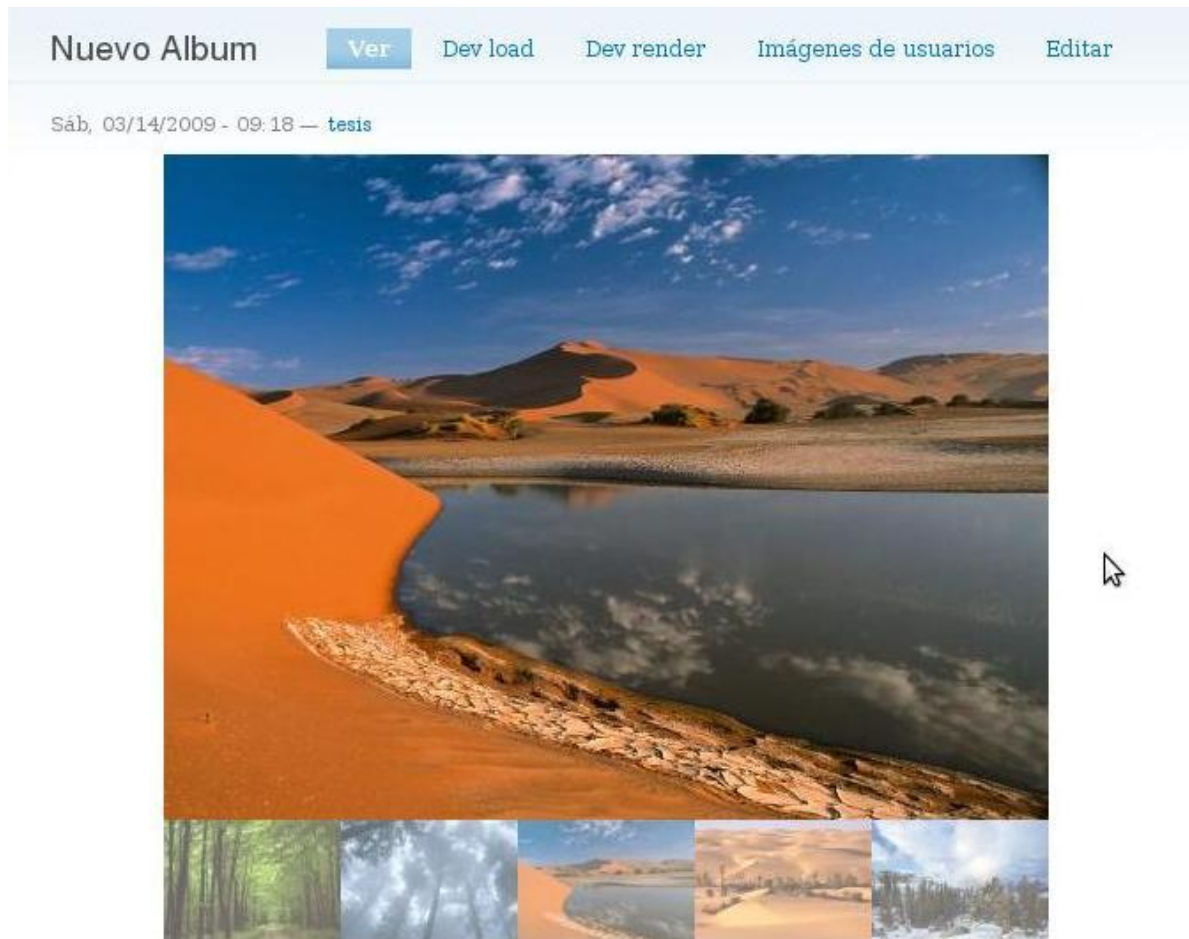 Nuevo Album Ver Dev load Dev render Imágenes de usuarios Editar
Sáb, 03/14/2009 - 09:18 — tesis